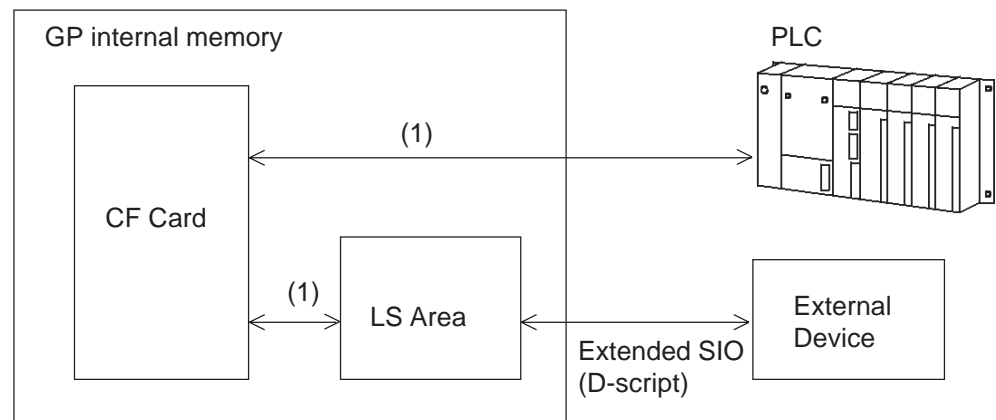 GP internal memory
PLC
(1)
CF Card
(1)
LS Area
External
Device
Extended SIO
(D-script)